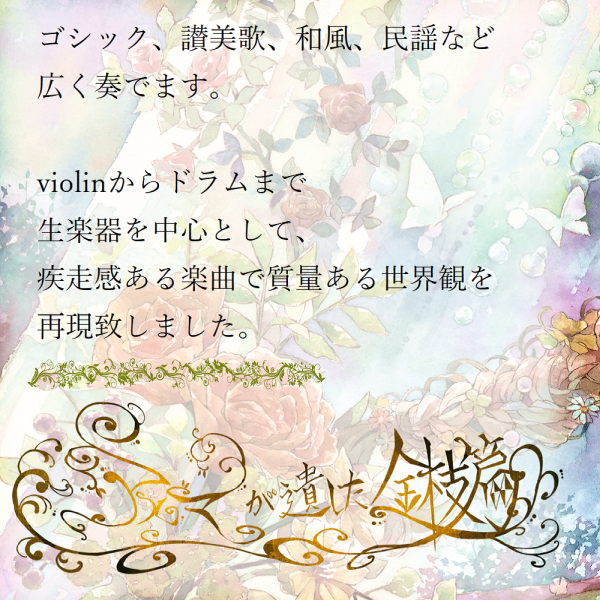 ゴシック、讃美歌、和風、民謡など
広く奏でます。
violinからドラムまで
生楽器を中心として、
疾走感ある楽曲で質量ある世界観を
再現致しました。
が遺した金枝篇